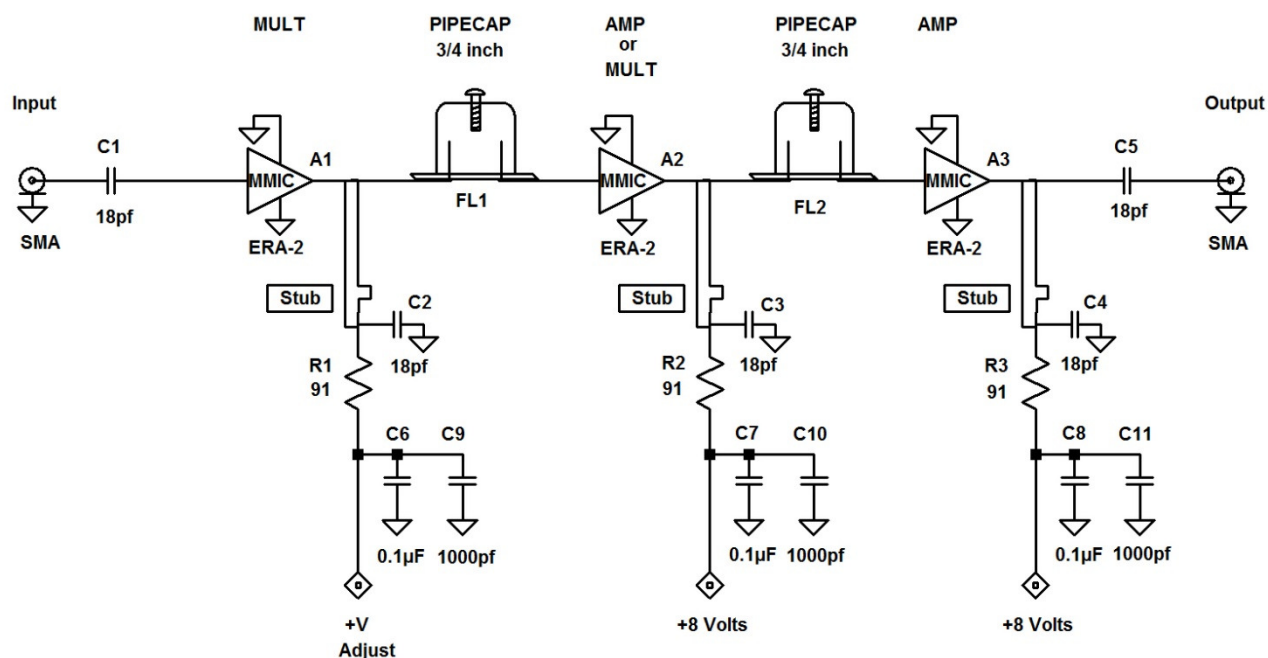 MULT
PIPECAP
3/4 inch
AMP
or
MULT
PIPECAP
3/4 inch
AMP
Input
Output
C1
18pf
SMA
MMIC
A1
ERA-2
FL1
MMIC
A2
ERA-2
FL2
MMIC
A3
ERA-2
C5
18pf
SMA
Stub
C2
18pf
R1
91
C6
C9
0.1µF
1000pf
+V
Adjust
Stub
C3
18pf
R2
91
C7
C10
0.1µF
1000pf
+8 Volts
Stub
C4
18pf
R3
91
C8
C11
0.1µF
1000pf
+8 Volts